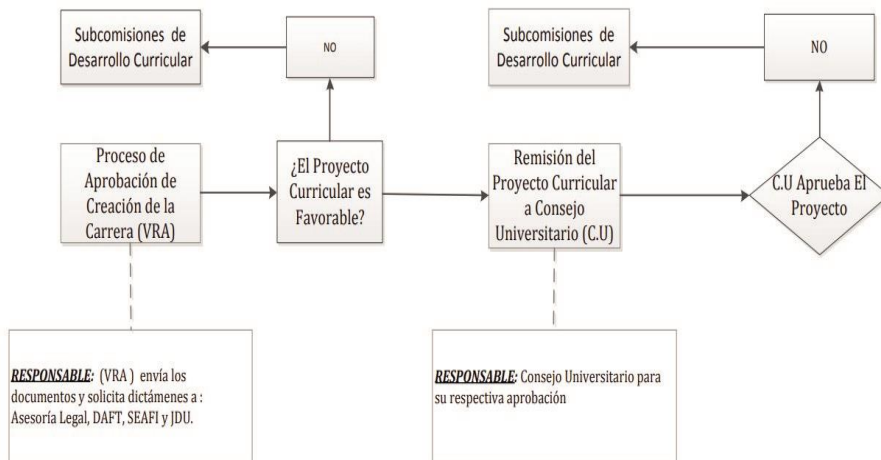 Subcomisiones de
Desarrollo Curricular
NO
Subcomisiones de
Desarrollo Curricular
NO
Proceso de
Aprobación de
Creación de la
Carrera (VRA)
¿El Proyecto
Curricular es
Favorable?
Remisión del
Proyecto Curricular
a Consejo
Universitario (C.U)
C.U Aprueba El
Proyecto
RESPONSABLE: (VRA ) envía los
documentos y solicita dictámenes a :
Asesoría Legal, DAFT, SEAFI y JDU.
RESPONSABLE: Consejo Universitario para
su respectiva aprobación